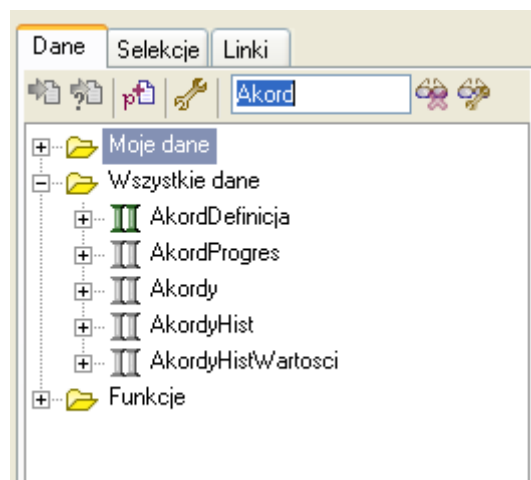 Dane Selekcje Linki
Akord
Moje dane
Wszystkie dane
AkordDefinicja
AkordProgres
Akordy
AkordyHist
AkordyHistWartosci
Funkcje